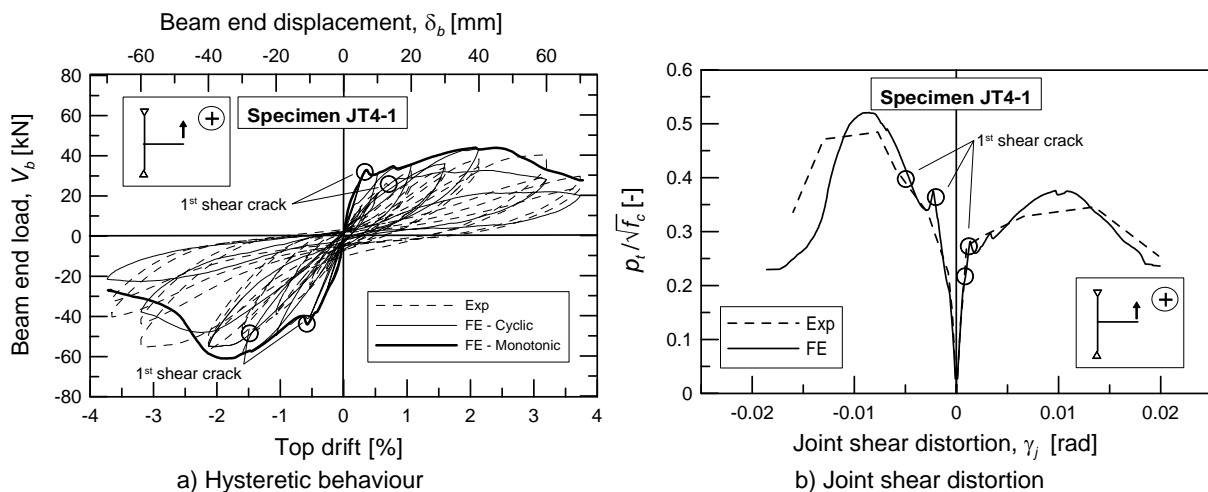 Beam end displacement, δb [mm]
-60 -40 -20 0 20 40 60
80
60
40
20
0
-20
-40
-60
-80
Beam end load, Vb [kN]
Specimen JT4-1
+
1st shear crack
1st shear crack
Exp
FE - Cyclic
FE - Monotonic
-4 -3 -2 -1 0 1 2 3 4
Top drift [%]
a) Hysteretic behaviour
0.6
0.5
0.4
0.3
0.2
0.1
0
pt/√fc [-]
Specimen JT4-1
1st shear crack
Exp
FE
+
-0.02 -0.01 0 0.01 0.02
Joint shear distortion, γj [rad]
b) Joint shear distortion